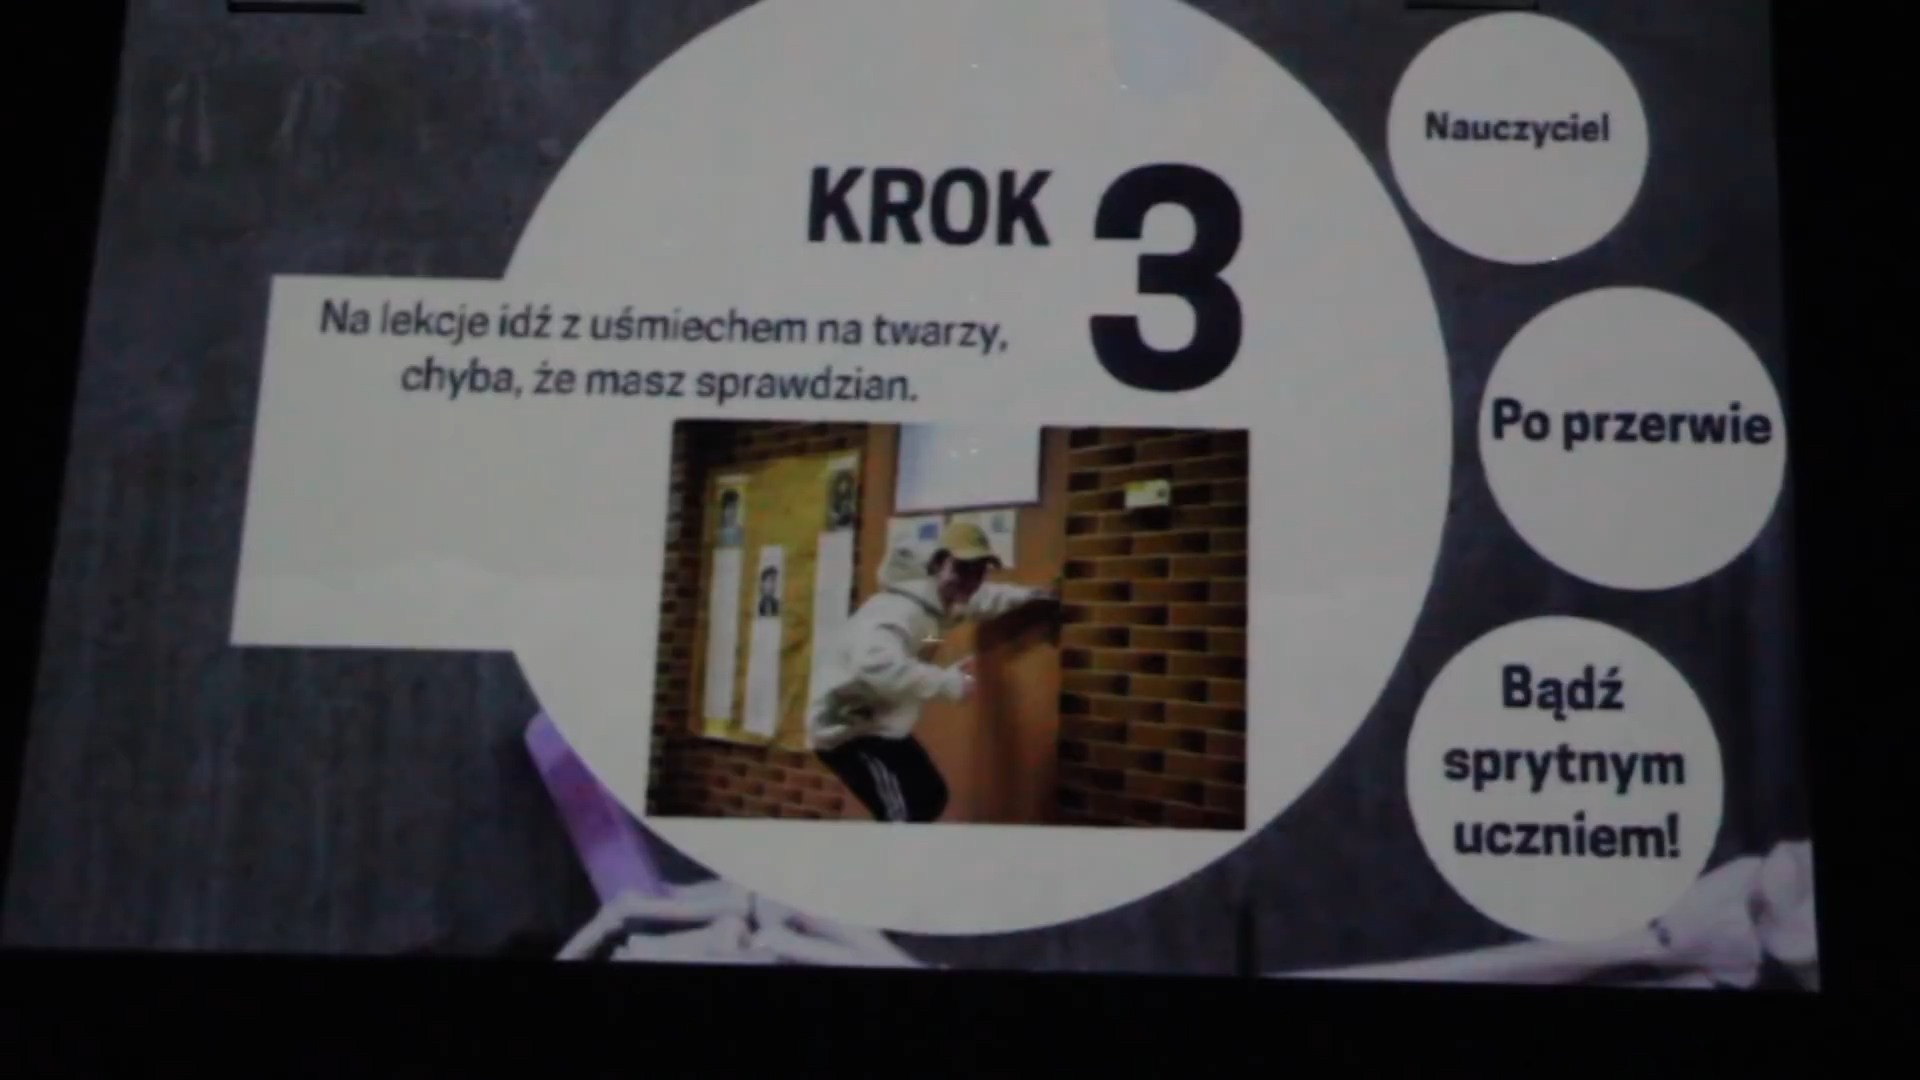 KROK 3
Na lekcje idź z uśmiechem na twarzy,
chyba, że masz sprawdzian.
Nauczyciel
Po przerwie
Bądź
sprytnym
uczniem!